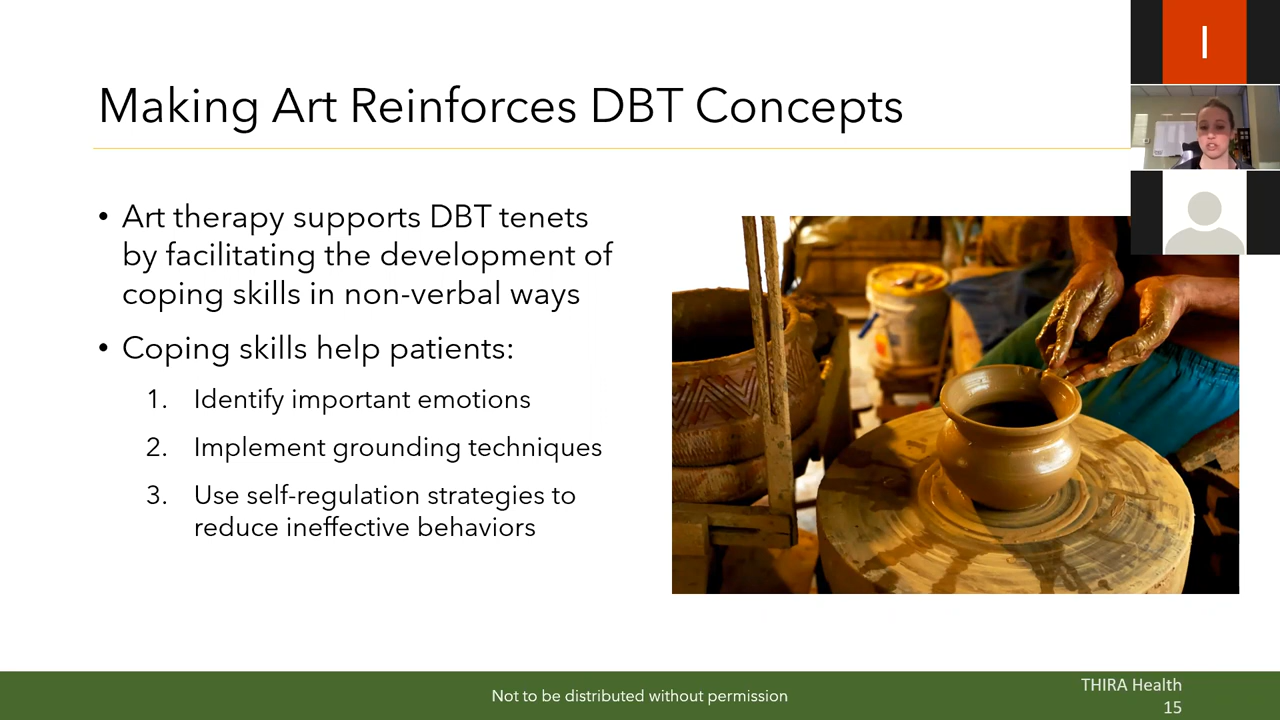 I
Making Art Reinforces DBT Concepts
• Art therapy supports DBT tenets
by facilitating the development of
coping skills in non-verbal ways
• Coping skills help patients:
1. Identify important emotions
2. Implement grounding techniques
3. Use self-regulation strategies to
reduce ineffective behaviors
Not to be distributed without permission
THIRA Health
15